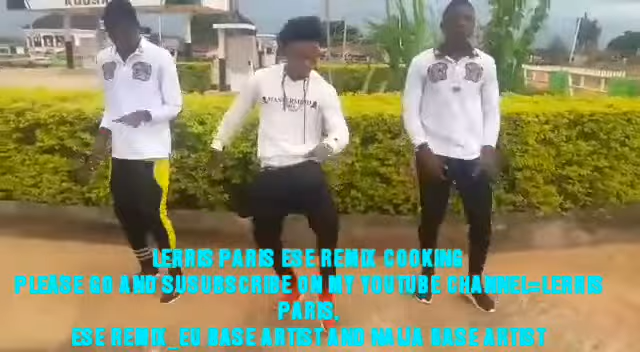 LERRIS PARIS ESE REMIX COOKING
PLEASE GO AND SUSUBSCRIBE ON MY YOUTUBE CHANNEL=LERRIS
PARIS.
ESE REMIX_EU BASE ARTIST AND NAIJA BASE ARTIST